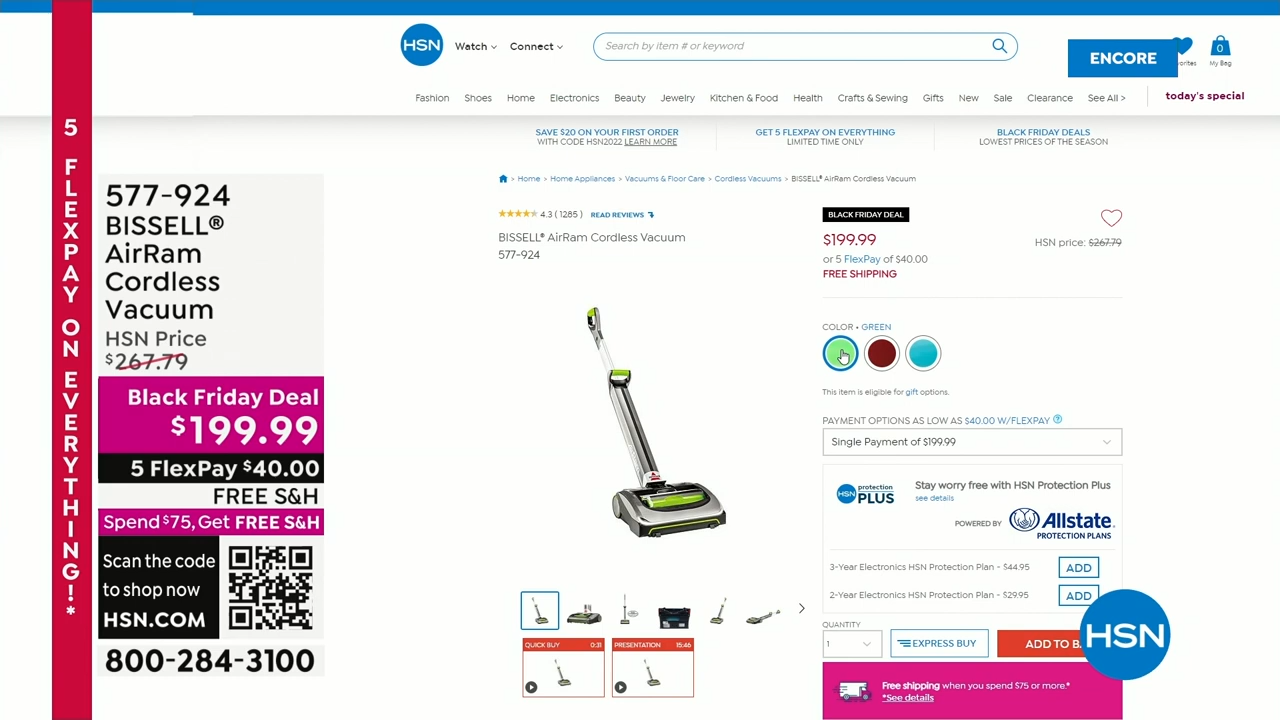 5 FLEXPAY ON EVERYTHING!*
577-924
BISSELL®
AirRam
Cordless
Vacuum
HSN Price
$267.79
Black Friday Deal
$199.99
5 FlexPay $40.00
FREE S&H
Spend $75, Get FREE S&H
Scan the code
to shop now
HSN.COM
800-284-3100
HSN
Watch
Connect
Search by item # or keyword
ENCORE
0
My Bag
Fashion Shoes Home Electronics Beauty Jewelry Kitchen & Food Health Crafts & Sewing Gifts New Sale Clearance See All >
today's special
SAVE $20 ON YOUR FIRST ORDER
WITH CODE HSN2022 LEARN MORE
GET 5 FLEXPAY ON EVERYTHING
LIMITED TIME ONLY
BLACK FRIDAY DEALS
LOWEST PRICES OF THE SEASON
> Home > Home Appliances > Vacuums & Floor Care > Cordless Vacuums > BISSELL® AirRam Cordless Vacuum
4.3 ( 1285 ) READ REVIEWS
BISSELL® AirRam Cordless Vacuum
577-924
QUICK BUY 0:31
PRESENTATION 15:46
BLACK FRIDAY DEAL
$199.99
HSN price: $267.79
or 5 FlexPay of $40.00
FREE SHIPPING
COLOR • GREEN
This item is eligible for gift options.
PAYMENT OPTIONS AS LOW AS $40.00 W/FLEXPAY ?
Single Payment of $199.99
HSN protection PLUS
Stay worry free with HSN Protection Plus
see details
POWERED BY Allstate.
PROTECTION PLANS
3-Year Electronics HSN Protection Plan - $44.95 ADD
2-Year Electronics HSN Protection Plan - $29.95 ADD
QUANTITY
1
EXPRESS BUY
ADD TO B
HSN
Free shipping when you spend $75 or more.*
*See details